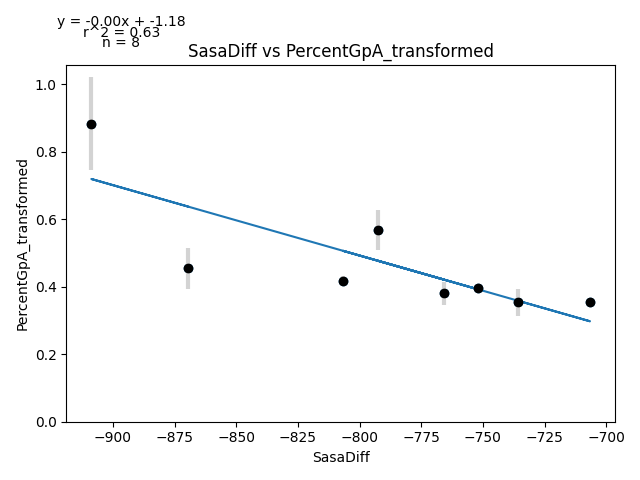 y = -0.00x + -1.18
r^2 = 0.63
n = 8
SasaDiff vs PercentGpA_transformed
PercentGpA_transformed
1.0
0.8
0.6
0.4
0.2
0.0
−900 −875 −850 −825 −800 −775 −750 −725 −700
SasaDiff